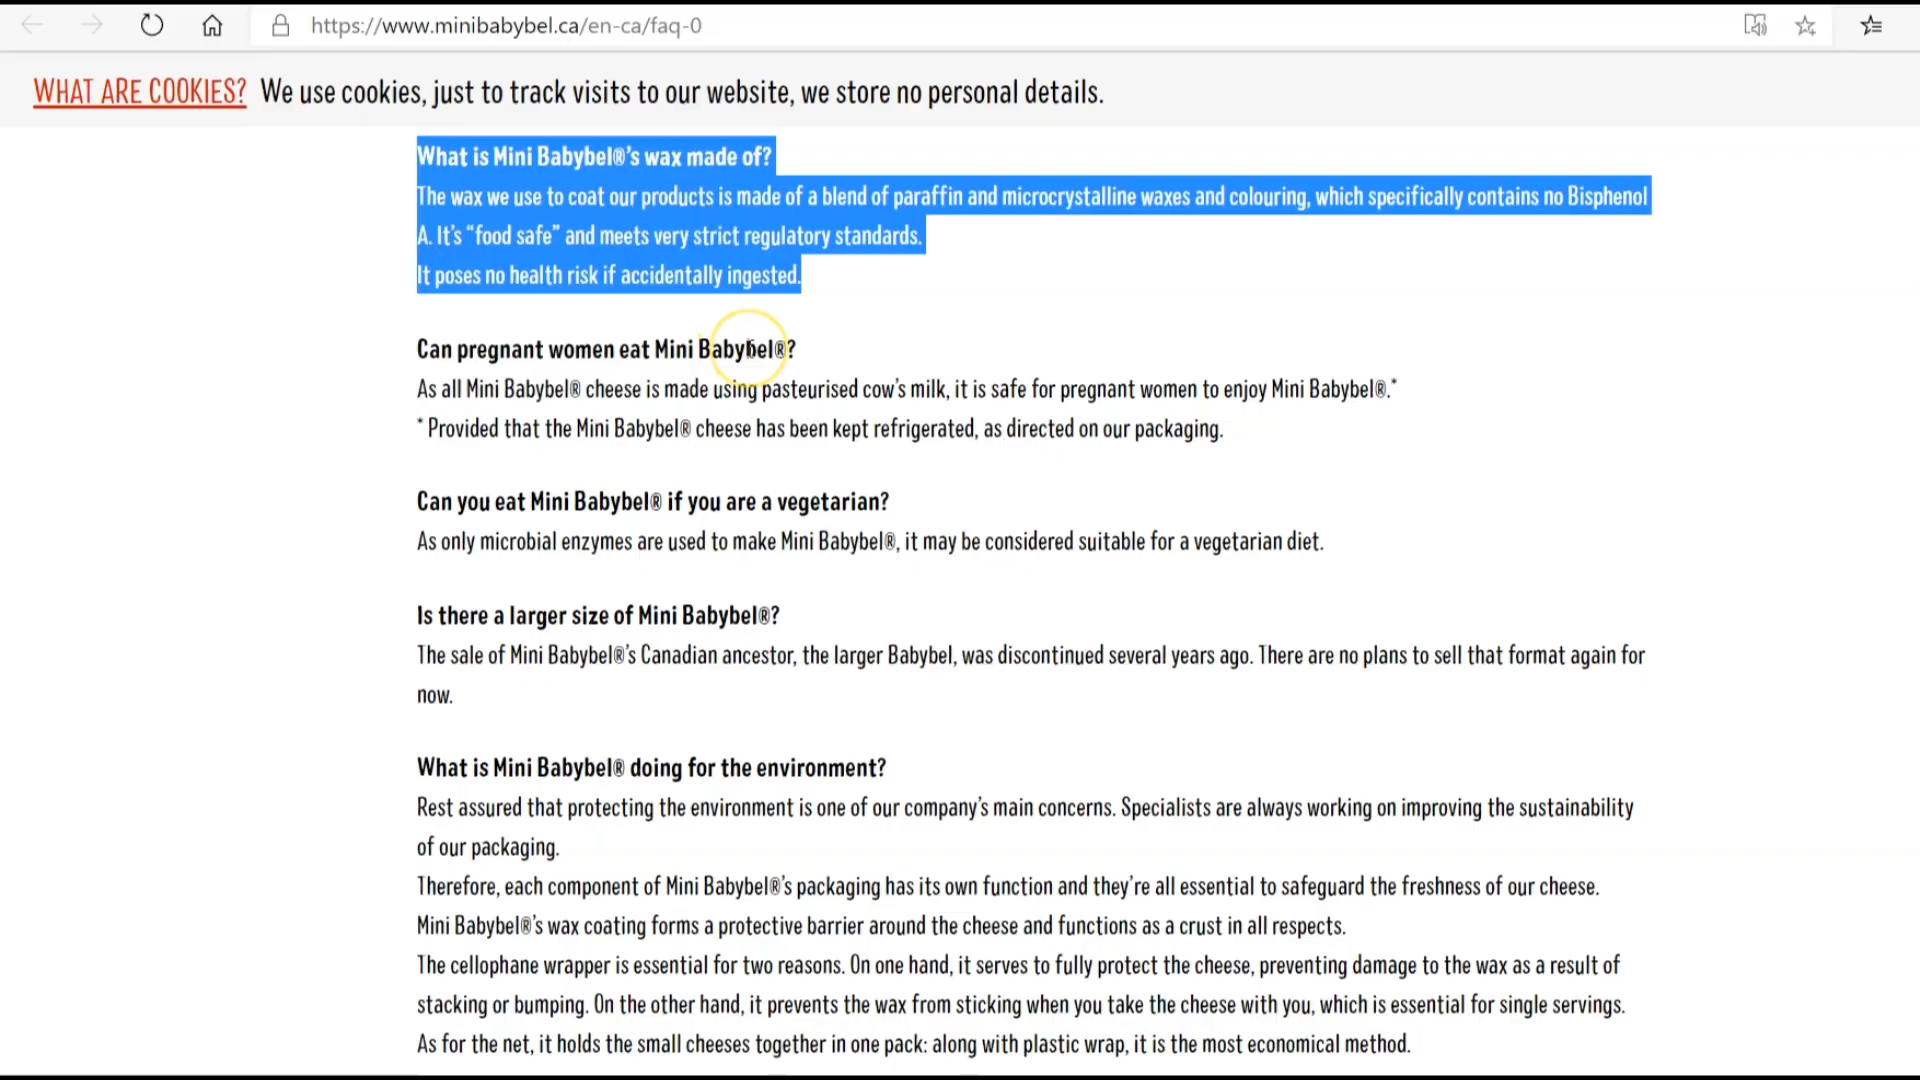 https://www.minibabybel.ca/en-ca/faq-0
WHAT ARE COOKIES? We use cookies, just to track visits to our website, we store no personal details.
What is Mini Babybel®’s wax made of?
The wax we use to coat our products is made of a blend of paraffin and microcrystalline waxes and colouring, which specifically contains no Bisphenol
A. It’s “food safe” and meets very strict regulatory standards.
It poses no health risk if accidentally ingested.
Can pregnant women eat Mini Babybel®?
As all Mini Babybel® cheese is made using pasteurised cow’s milk, it is safe for pregnant women to enjoy Mini Babybel®.*
* Provided that the Mini Babybel® cheese has been kept refrigerated, as directed on our packaging.
Can you eat Mini Babybel® if you are a vegetarian?
As only microbial enzymes are used to make Mini Babybel®, it may be considered suitable for a vegetarian diet.
Is there a larger size of Mini Babybel®?
The sale of Mini Babybel®’s Canadian ancestor, the larger Babybel, was discontinued several years ago. There are no plans to sell that format again for
now.
What is Mini Babybel® doing for the environment?
Rest assured that protecting the environment is one of our company’s main concerns. Specialists are always working on improving the sustainability
of our packaging.
Therefore, each component of Mini Babybel®’s packaging has its own function and they’re all essential to safeguard the freshness of our cheese.
Mini Babybel®’s wax coating forms a protective barrier around the cheese and functions as a crust in all respects.
The cellophane wrapper is essential for two reasons. On one hand, it serves to fully protect the cheese, preventing damage to the wax as a result of
stacking or bumping. On the other hand, it prevents the wax from sticking when you take the cheese with you, which is essential for single servings.
As for the net, it holds the small cheeses together in one pack: along with plastic wrap, it is the most economical method.